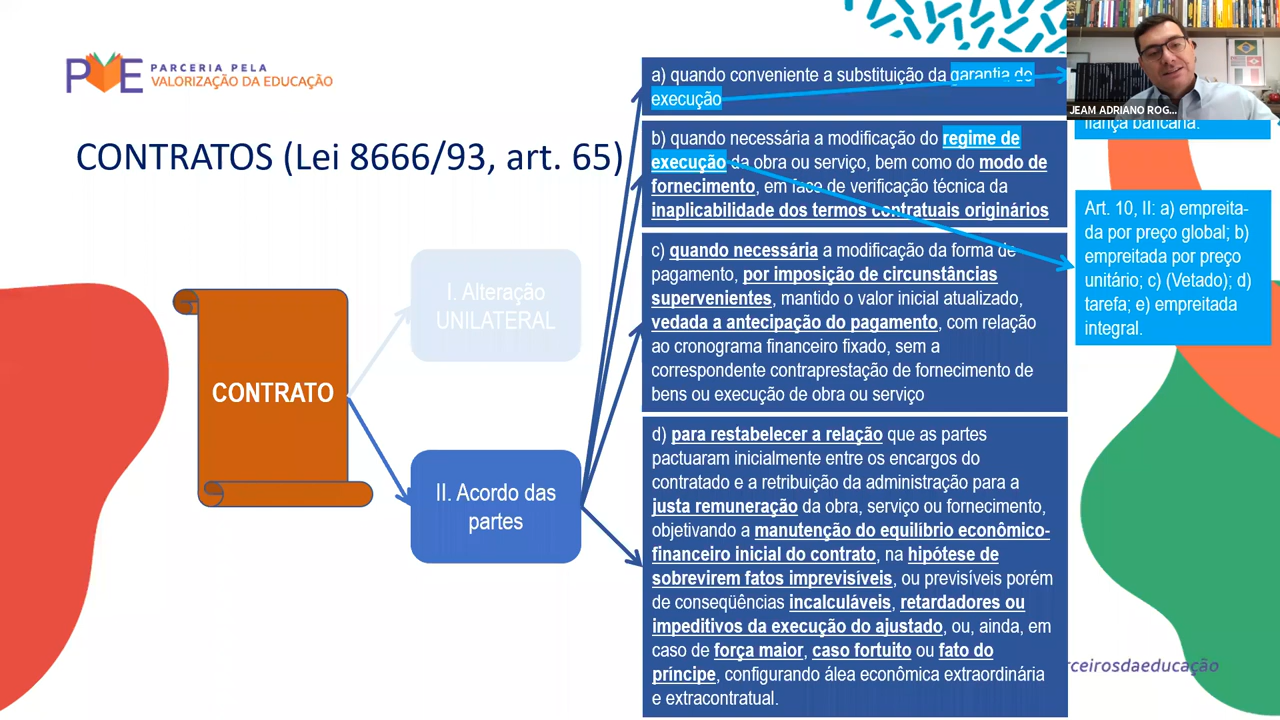 PVE PARCERIA PELA
VALORIZAÇÃO DA EDUCAÇÃO
CONTRATOS (Lei 8666/93, art. 65)
CONTRATO
I. Alteração
UNILATERAL
II. Acordo das
partes
a) quando conveniente a substituição da garantia de
execução
b) quando necessária a modificação do regime de
execução da obra ou serviço, bem como do modo de
fornecimento, em face de verificação técnica da
inaplicabilidade dos termos contratuais originários
c) quando necessária a modificação da forma de
pagamento, por imposição de circunstâncias
supervenientes, mantido o valor inicial atualizado,
vedada a antecipação do pagamento, com relação
ao cronograma financeiro fixado, sem a
correspondente contraprestação de fornecimento de
bens ou execução de obra ou serviço
d) para restabelecer a relação que as partes
pactuaram inicialmente entre os encargos do
contratado e a retribuição da administração para a
justa remuneração da obra, serviço ou fornecimento,
objetivando a manutenção do equilíbrio econômico-
financeiro inicial do contrato, na hipótese de
sobrevirem fatos imprevisíveis, ou previsíveis porém
de conseqüências incalculáveis, retardadores ou
impeditivos da execução do ajustado, ou, ainda, em
caso de força maior, caso fortuito ou fato do
príncipe, configurando álea econômica extraordinária
e extracontratual.
JEAM ADRIANO ROG...
fiança bancária.
Art. 10, II: a) empreita-
da por preço global; b)
empreitada por preço
unitário; c) (Vetado); d)
tarefa; e) empreitada
integral.
rceirosdaeducação